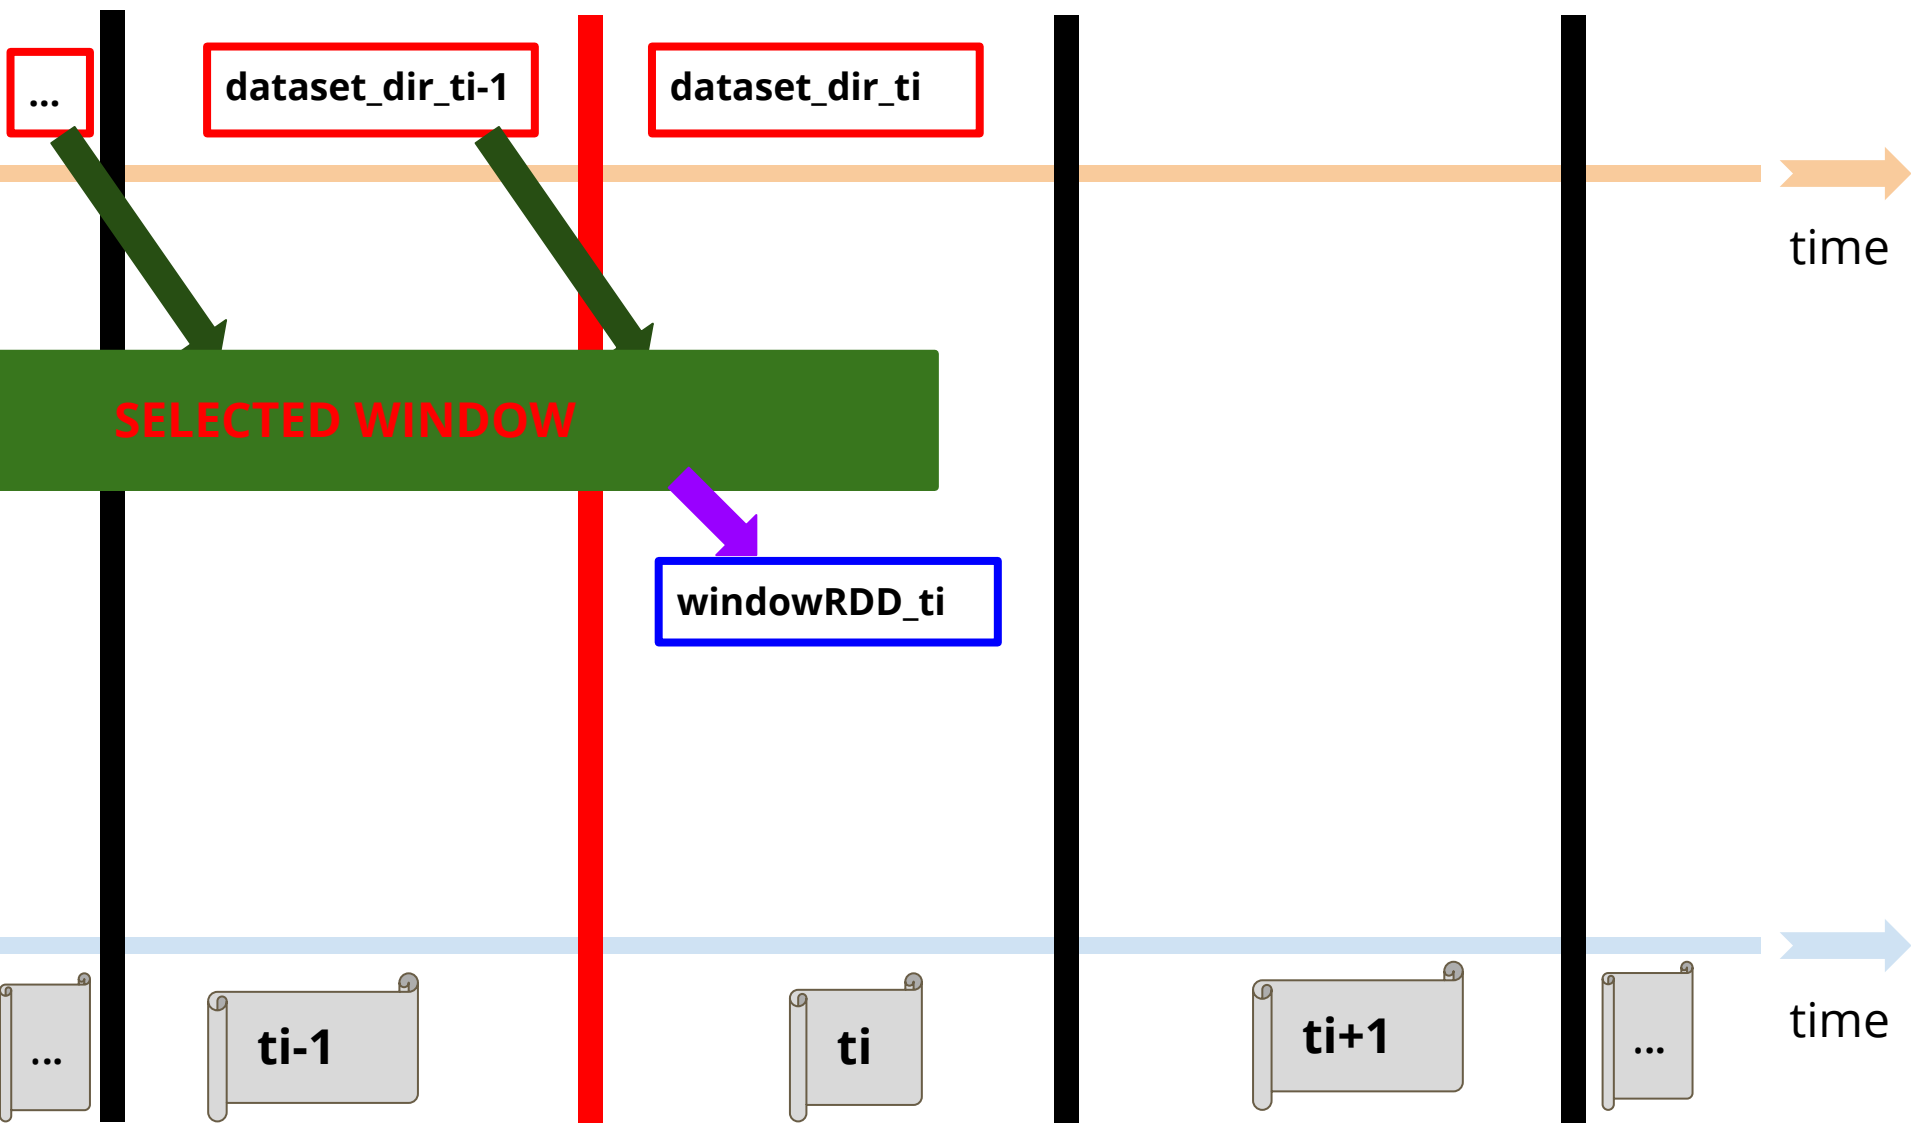 ...
dataset_dir_ti-1
dataset_dir_ti
time
SELECTED WINDOW
windowRDD_ti
...
ti-1
ti
ti+1
...
time